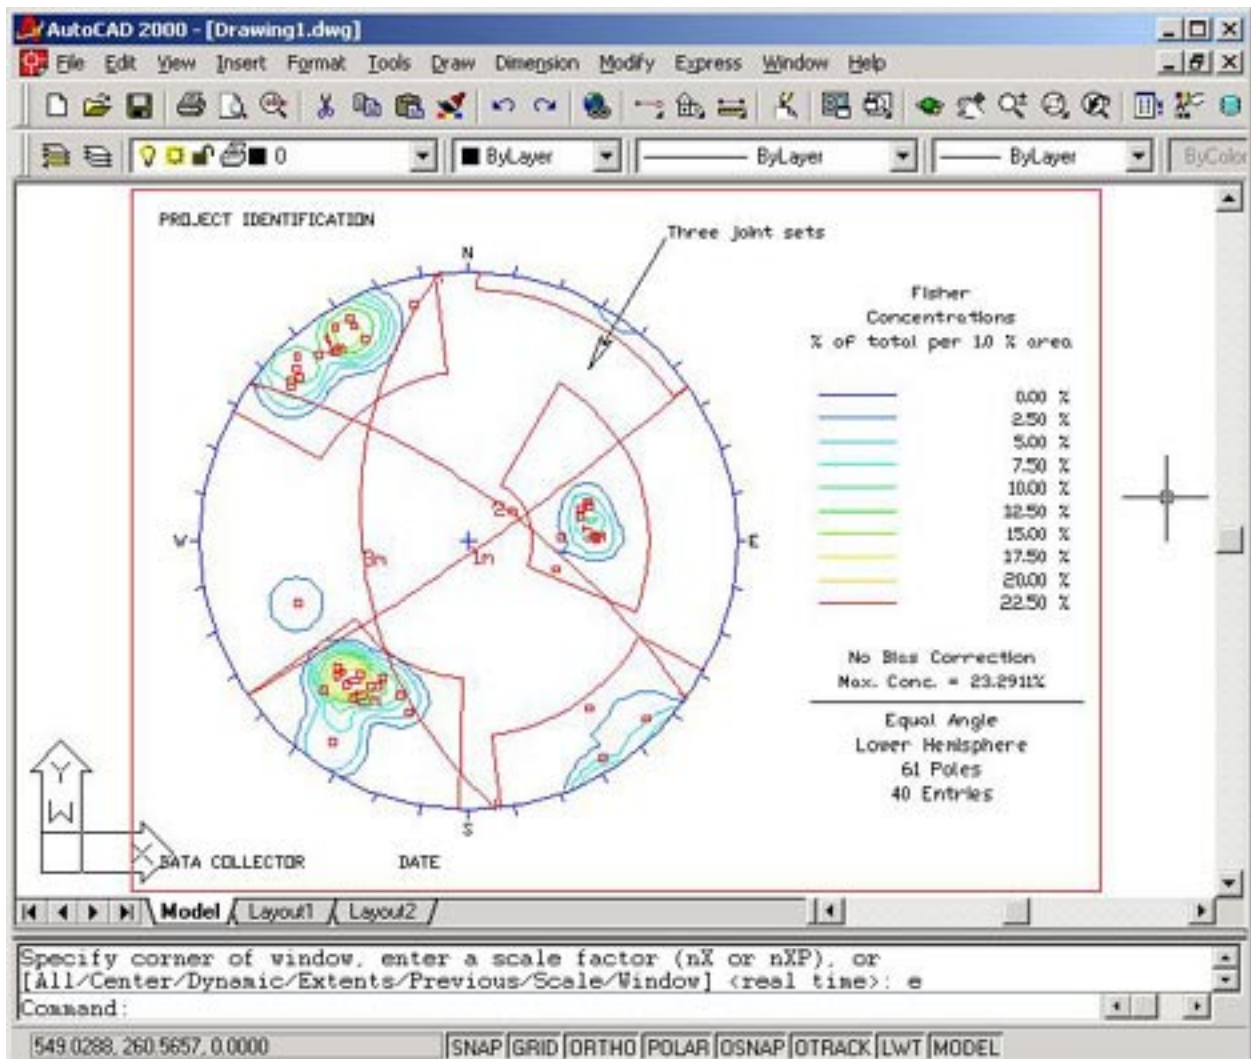 AutoCAD 2000 - [Drawing1.dwg]
File Edit View Insert Format Tools Draw Dimension Modify Express Window Help
0 ByLayer ByLayer ByLayer ByColor
PROJECT IDENTIFICATION
Three joint sets
N
Fisher
Concentrations
% of total per 1.0 % area
0.00 %
2.50 %
5.00 %
7.50 %
10.00 %
12.50 %
15.00 %
17.50 %
20.00 %
22.50 %
W
E
2m
3m
1m
No Bias Correction
Max. Conc. = 23.2911%
Equal Angle
Lower Hemisphere
61 Poles
40 Entries
S
Y
W
X
DATA COLLECTOR DATE
Model Layout1 Layout2
Specify corner of window, enter a scale factor (nX or nXP), or
[All/Center/Dynamic/Extents/Previous/Scale/Window] <real time>: e
Command:
549.0288, 260.5657, 0.0000 SNAP GRID ORTHO POLAR OSNAP OTRACK LWT MODEL